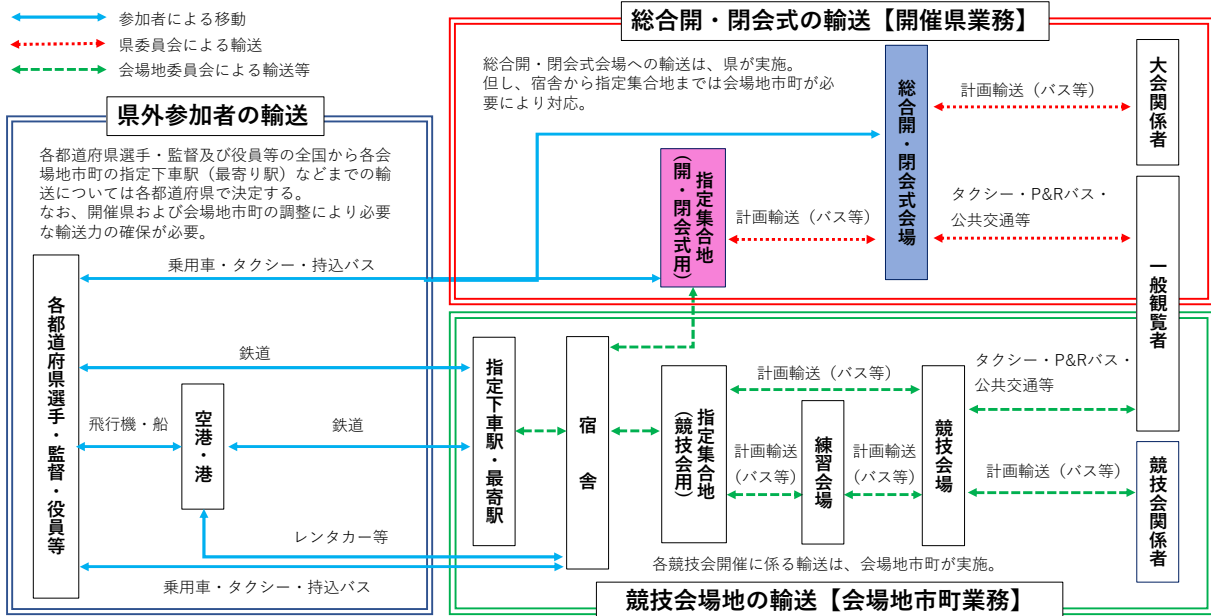 参加者による移動
県委員会による輸送
会場地委員会による輸送等
総合開・閉会式の輸送【開催県業務】
総合開・閉会式会場への輸送は、県が実施。
但し、宿舎から指定集合地までは会場地市町が必
要により対応。
県外参加者の輸送
各都道府県選手・監督及び役員等の全国から各会
場地市町の指定下車駅（最寄り駅）などまでの輸
送については各都道府県で決定する。
なお、開催県および会場地市町の調整により必要
な輸送力の確保が必要。
指定集合地
(開・閉会式用)
総合開・閉会式会場
大会関係者
計画輸送（バス等）
計画輸送（バス等）
タクシー・P&Rバス・
公共交通等
一般観覧者
各都道府県選手・監督・役員等
乗用車・タクシー・持込バス
鉄道
飛行機・船
空港・港
鉄道
レンタカー等
乗用車・タクシー・持込バス
指定下車駅・最寄駅
宿舎
指定集合地
(競技会用)
計画輸送（バス等）
計画輸送
（バス等）
練習会場
計画輸送
（バス等）
競技会場
タクシー・P&Rバス・
公共交通等
計画輸送（バス等）
競技会関係者
各競技会開催に係る輸送は、会場地市町が実施。
競技会場地の輸送【会場地市町業務】